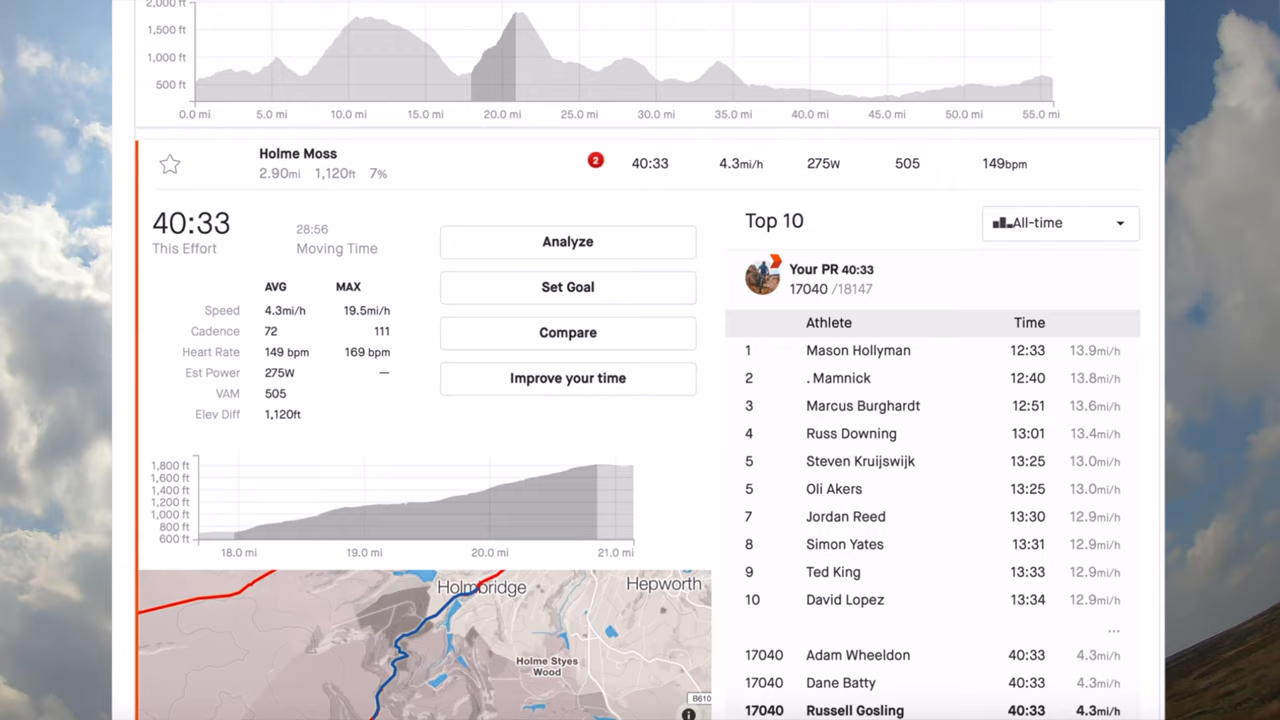 2,000 ft
1,500 ft
1,000 ft
500 ft
0.0 mi 5.0 mi 10.0 mi 15.0 mi 20.0 mi 25.0 mi 30.0 mi 35.0 mi 40.0 mi 45.0 mi 50.0 mi 55.0 mi
Holme Moss
2.90mi 1,120ft 7%
2 40:33 4.3mi/h 275W 505 149bpm
40:33
This Effort
28:56
Moving Time
AVG MAX
Speed 4.3mi/h 19.5mi/h
Cadence 72 111
Heart Rate 149 bpm 169 bpm
Est Power 275W —
VAM 505
Elev Diff 1,120ft
Analyze
Set Goal
Compare
Improve your time
1,800 ft
1,600 ft
1,400 ft
1,200 ft
1,000 ft
800 ft
600 ft
18.0 mi 19.0 mi 20.0 mi 21.0 mi
Holmbridge
Hepworth
Holme Styes
Wood
B610
i
Top 10
All-time
Your PR 40:33
17040 /18147
Athlete Time
1 Mason Hollyman 12:33 13.9mi/h
2 . Mamnick 12:40 13.8mi/h
3 Marcus Burghardt 12:51 13.6mi/h
4 Russ Downing 13:01 13.4mi/h
5 Steven Kruijswijk 13:25 13.0mi/h
5 Oli Akers 13:25 13.0mi/h
7 Jordan Reed 13:30 12.9mi/h
8 Simon Yates 13:31 12.9mi/h
9 Ted King 13:33 12.9mi/h
10 David Lopez 13:34 12.9mi/h
...
17040 Adam Wheeldon 40:33 4.3mi/h
17040 Dane Batty 40:33 4.3mi/h
17040 Russell Gosling 40:33 4.3mi/h